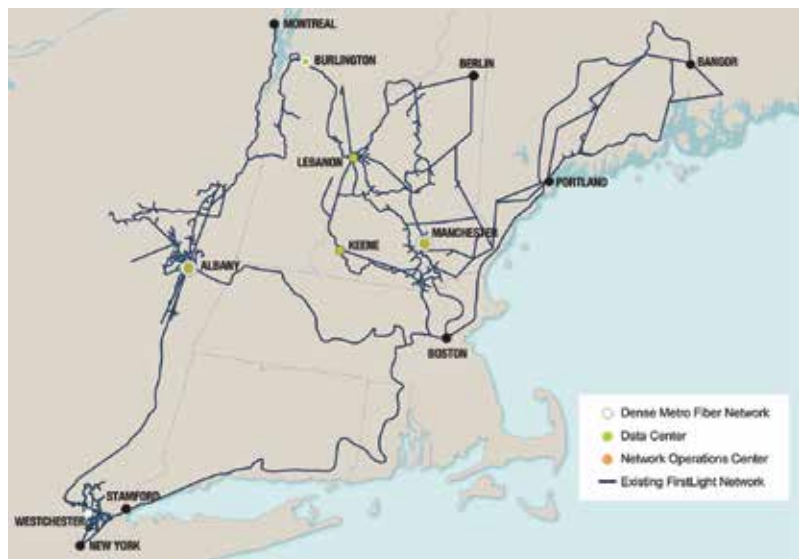 MONTREAL
BURLINGTON
BERLIN
BANGOR
LEBANON
PORTLAND
MANCHESTER
KEENE
ALBANY
BOSTON
STAMFORD
WESTCHESTER
NEW YORK
Dense Metro Fiber Network
Data Center
Network Operations Center
Existing FirstLight Network